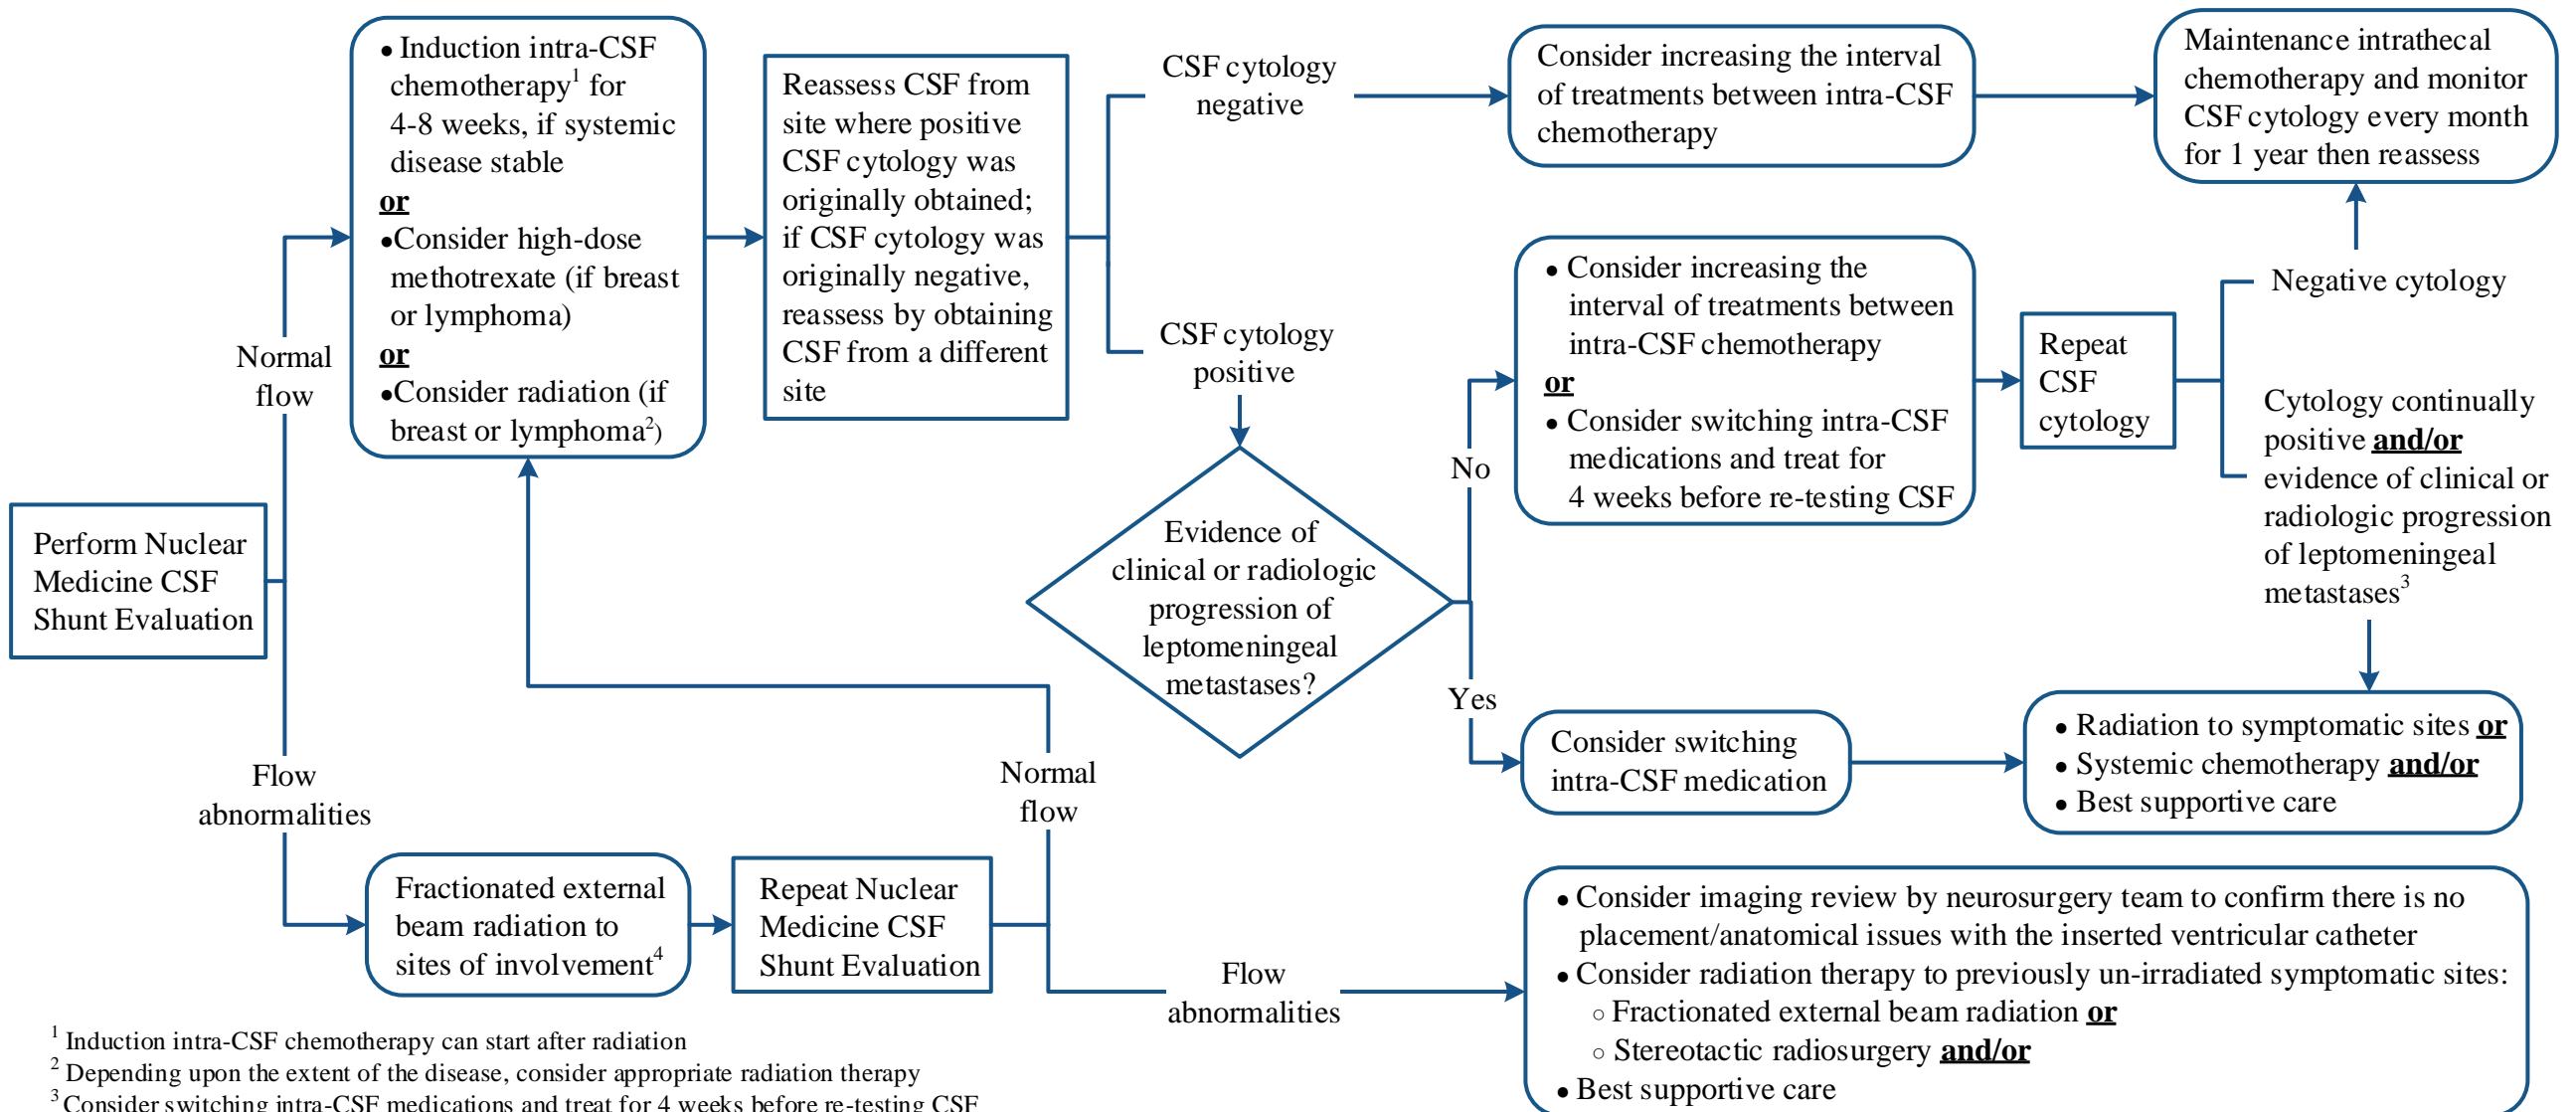 Perform Nuclear
Medicine CSF
Shunt Evaluation
Normal
flow
Flow
abnormalities
● Induction intra-CSF
chemotherapy1 for
4-8 weeks, if systemic
disease stable
or
●Consider high-dose
methotrexate (if breast
or lymphoma)
or
●Consider radiation (if
breast or lymphoma2)
Reassess CSF from
site where positive
CSF cytology was
originally obtained;
if CSF cytology was
originally negative,
reassess by obtaining
CSF from a different
site
CSF cytology
negative
Consider increasing the interval
of treatments between intra-CSF
chemotherapy
Maintenance intrathecal
chemotherapy and monitor
CSF cytology every month
for 1 year then reassess
CSF cytology
positive
Evidence of
clinical or radiologic
progression of
leptomeningeal
metastases?
No
● Consider increasing the
interval of treatments between
intra-CSF chemotherapy
or
● Consider switching intra-CSF
medications and treat for
4 weeks before re-testing CSF
Repeat
CSF
cytology
Negative cytology
Cytology continually
positive and/or
evidence of clinical or
radiologic progression
of leptomeningeal
metastases3
Yes
Consider switching
intra-CSF medication
● Radiation to symptomatic sites or
● Systemic chemotherapy and/or
● Best supportive care
Fractionated external
beam radiation to
sites of involvement4
Repeat Nuclear
Medicine CSF
Shunt Evaluation
Normal
flow
Flow
abnormalities
● Consider imaging review by neurosurgery team to confirm there is no
placement/anatomical issues with the inserted ventricular catheter
● Consider radiation therapy to previously un-irradiated symptomatic sites:
○ Fractionated external beam radiation or
○ Stereotactic radiosurgery and/or
● Best supportive care
1 Induction intra-CSF chemotherapy can start after radiation
2 Depending upon the extent of the disease, consider appropriate radiation therapy
3 Consider switching intra-CSF medications and treat for 4 weeks before re-testing CSF